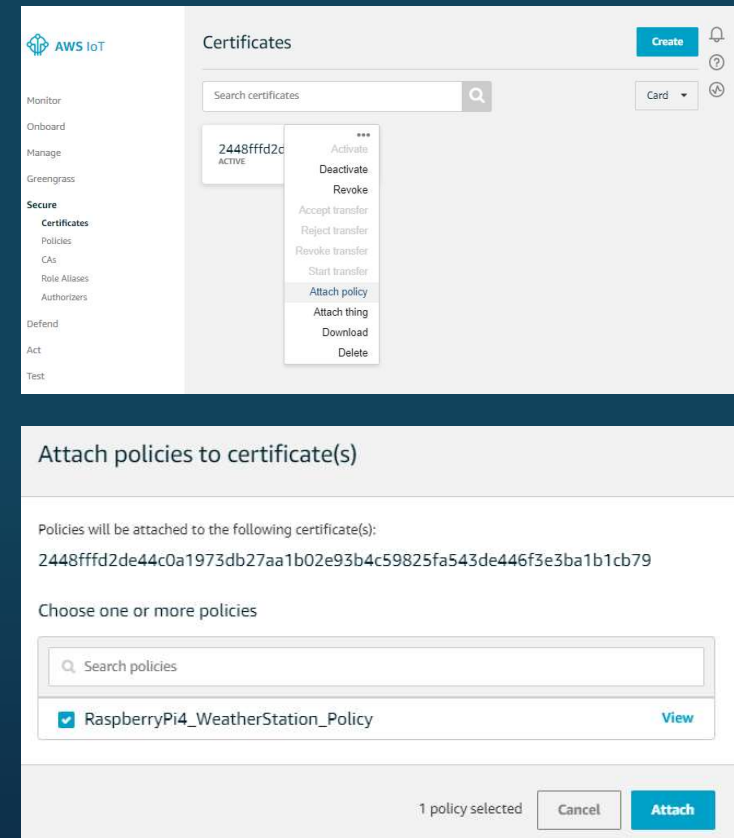 AWS IoT
Certificates
Create
Search certificates
Card
Monitor
Onboard
Manage
Greengrass
Secure
Certificates
Policies
CAs
Role Aliases
Authorizers
Defend
Act
Test
2448fffd2d
ACTIVE
...
Activate
Deactivate
Revoke
Accept transfer
Reject transfer
Revoke transfer
Start transfer
Attach policy
Attach thing
Download
Delete
Attach policies to certificate(s)
Policies will be attached to the following certificate(s):
2448fffd2de44c0a1973db27aa1b02e93b4c59825fa543de446f3e3ba1b1cb79
Choose one or more policies
Search policies
RaspberryPi4_WeatherStation_Policy View
1 policy selected Cancel Attach